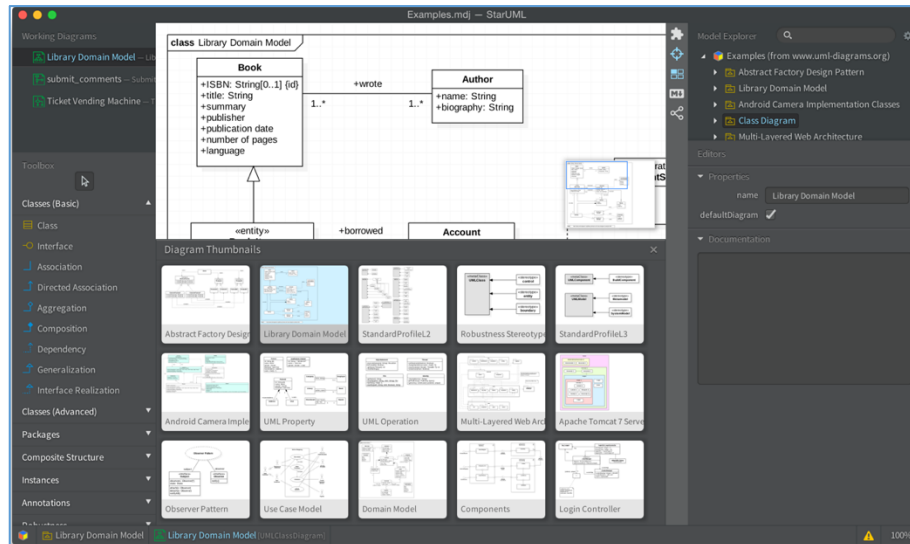 Examples.mdj — StarUML
Working Diagrams
Library Domain Model — Lib
submit_comments — Submit
Ticket Vending Machine — T
Toolbox
Classes (Basic)
Class
Interface
Association
Directed Association
Aggregation
Composition
Dependency
Generalization
Interface Realization
Classes (Advanced)
Packages
Composite Structure
Instances
Annotations
class Library Domain Model
Book
+ISBN: String[0..1] {id}
+title: String
+summary
+publisher
+publication date
+number of pages
+language
+wrote
1..*
1..*
Author
+name: String
+biography: String
«entity»
+borrowed
Account
Diagram Thumbnails
Abstract Factory Design
Library Domain Model
StandardProfileL2
Robustness Stereotype
StandardProfileL3
Android Camera Imple
UML Property
UML Operation
Multi-Layered Web Arch
Apache Tomcat 7 Serve
Observer Pattern
Use Case Model
Domain Model
Components
Login Controller
MD
Model Explorer
Examples (from www.uml-diagrams.org)
Abstract Factory Design Pattern
Library Domain Model
Android Camera Implementation Classes
Class Diagram
Multi-Layered Web Architecture
Editors
Properties
name Library Domain Model
defaultDiagram
Documentation
Library Domain Model
Library Domain Model [UMLClassDiagram]
100%